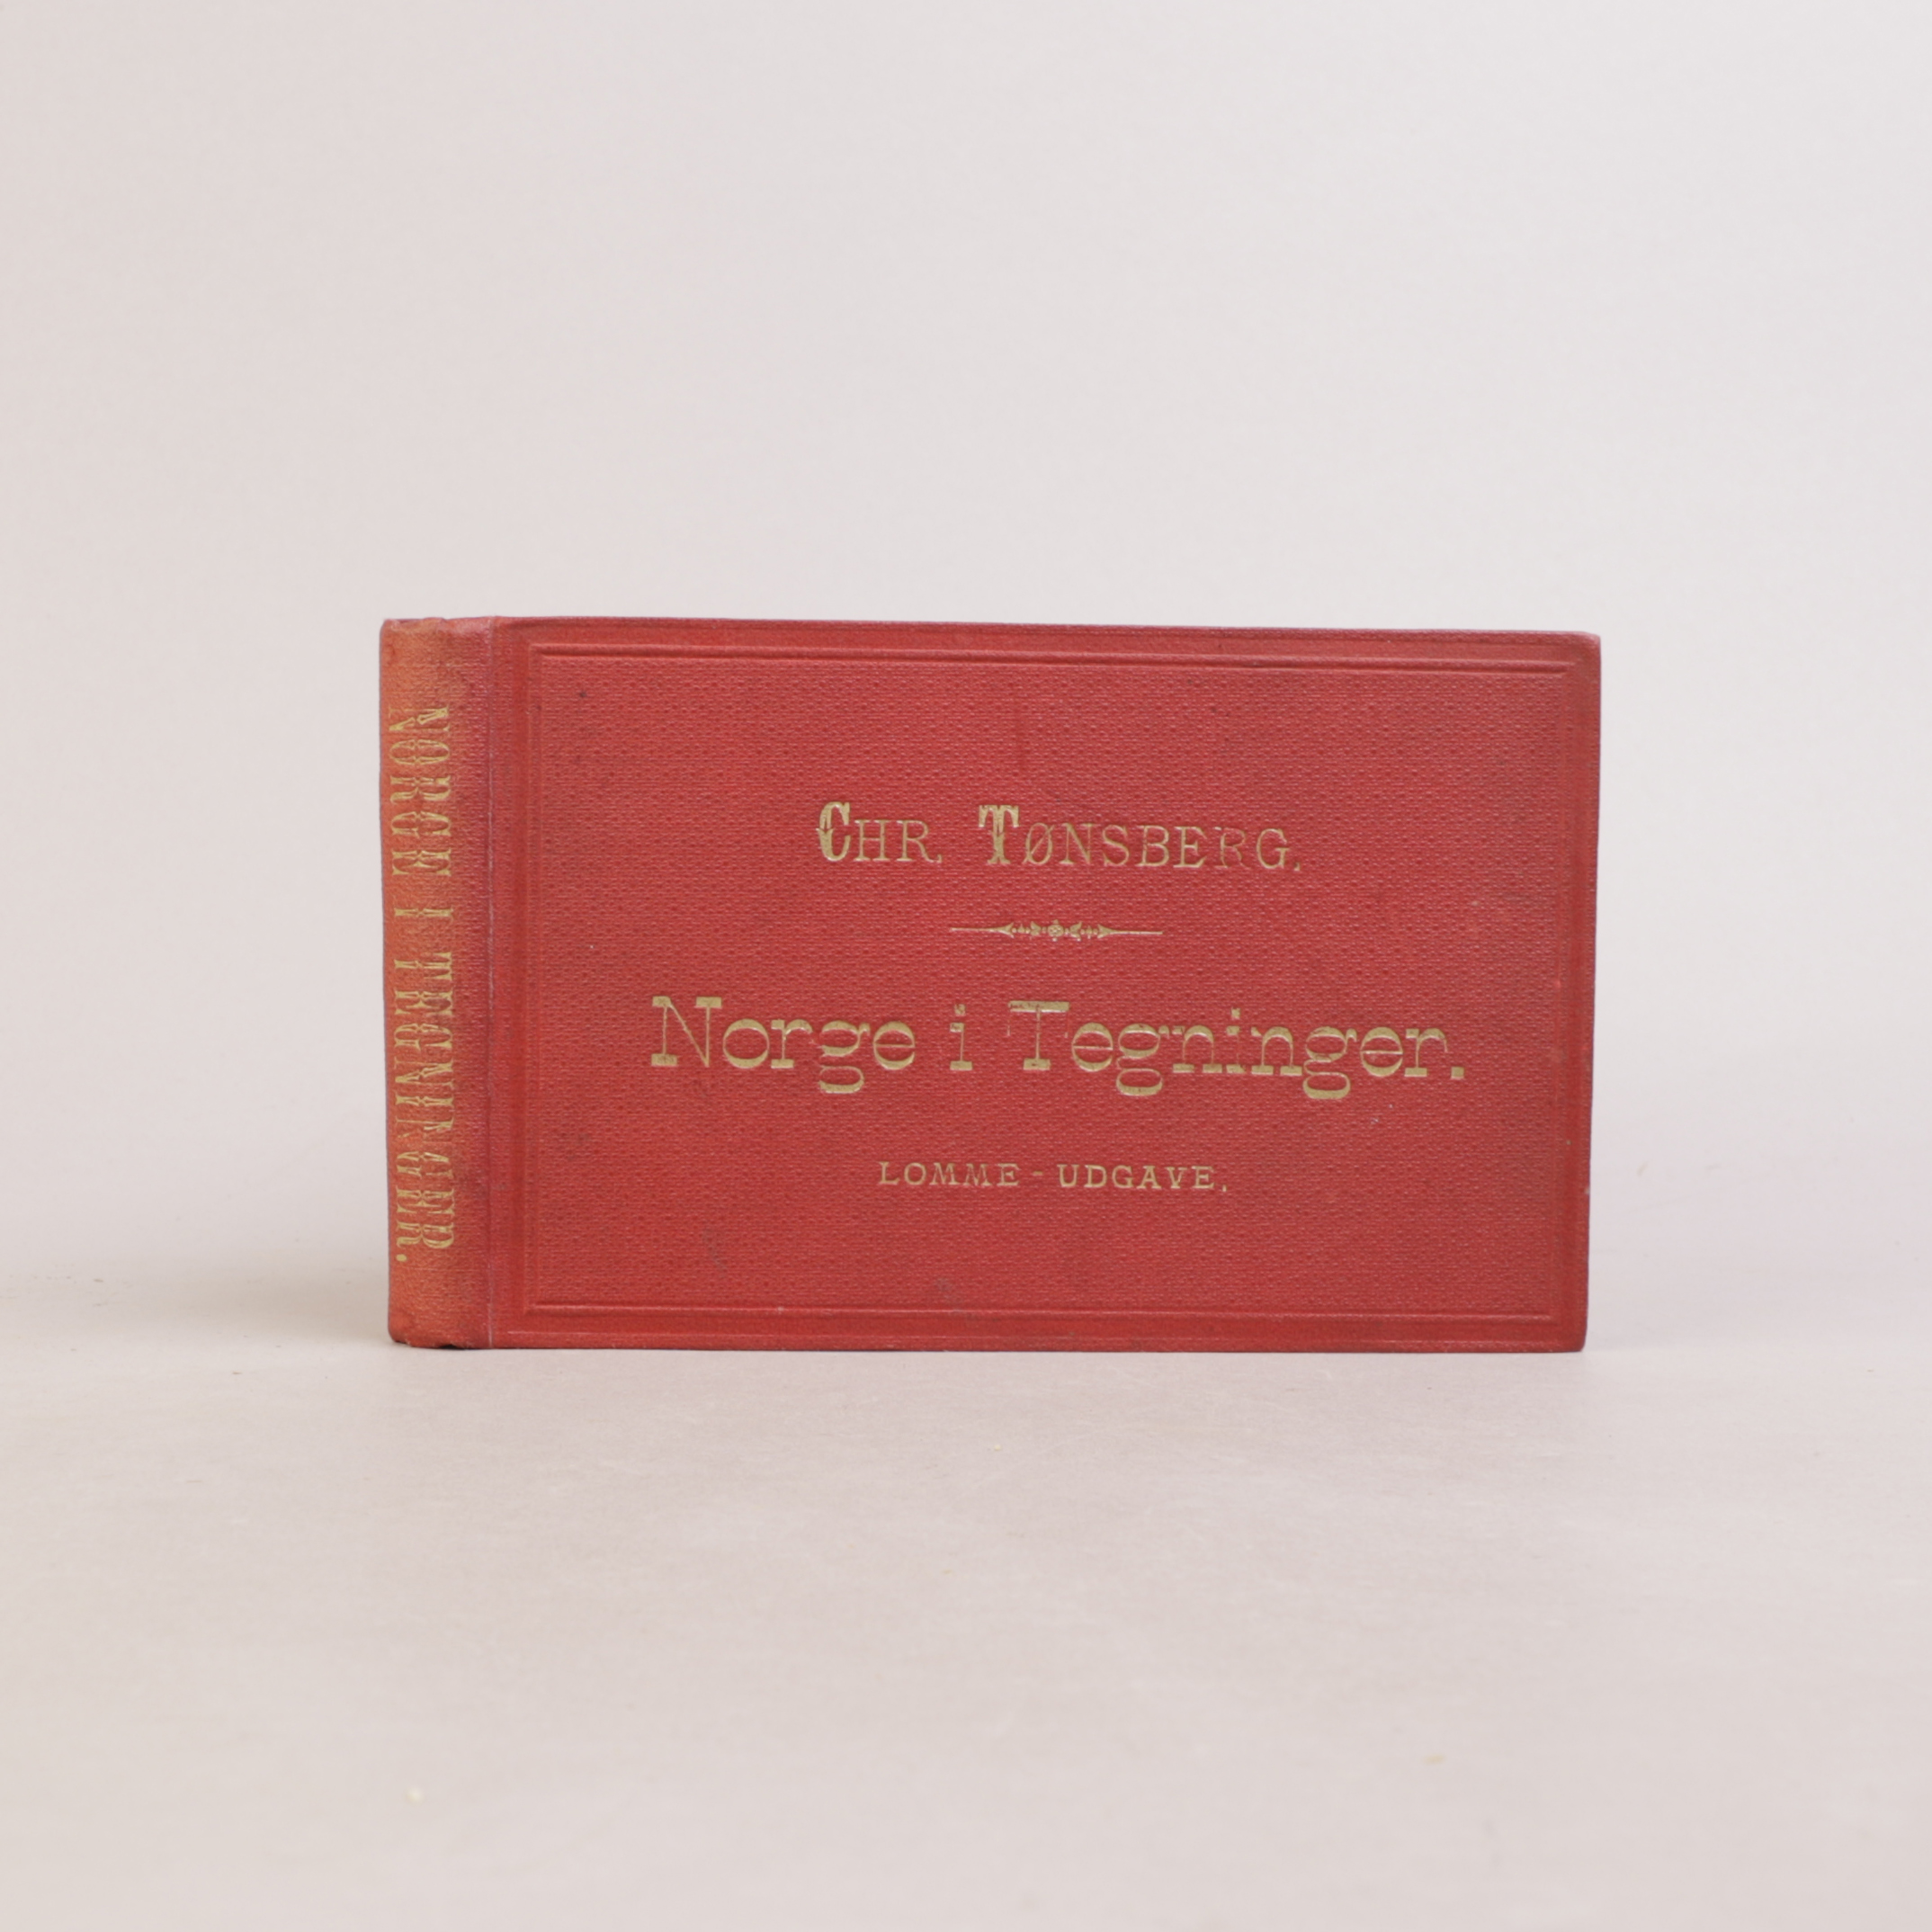 NORGE I TEGNINGER.
CHR. TØNSBERG.
Norge i Tegninger.
LOMME-UDGAVE.